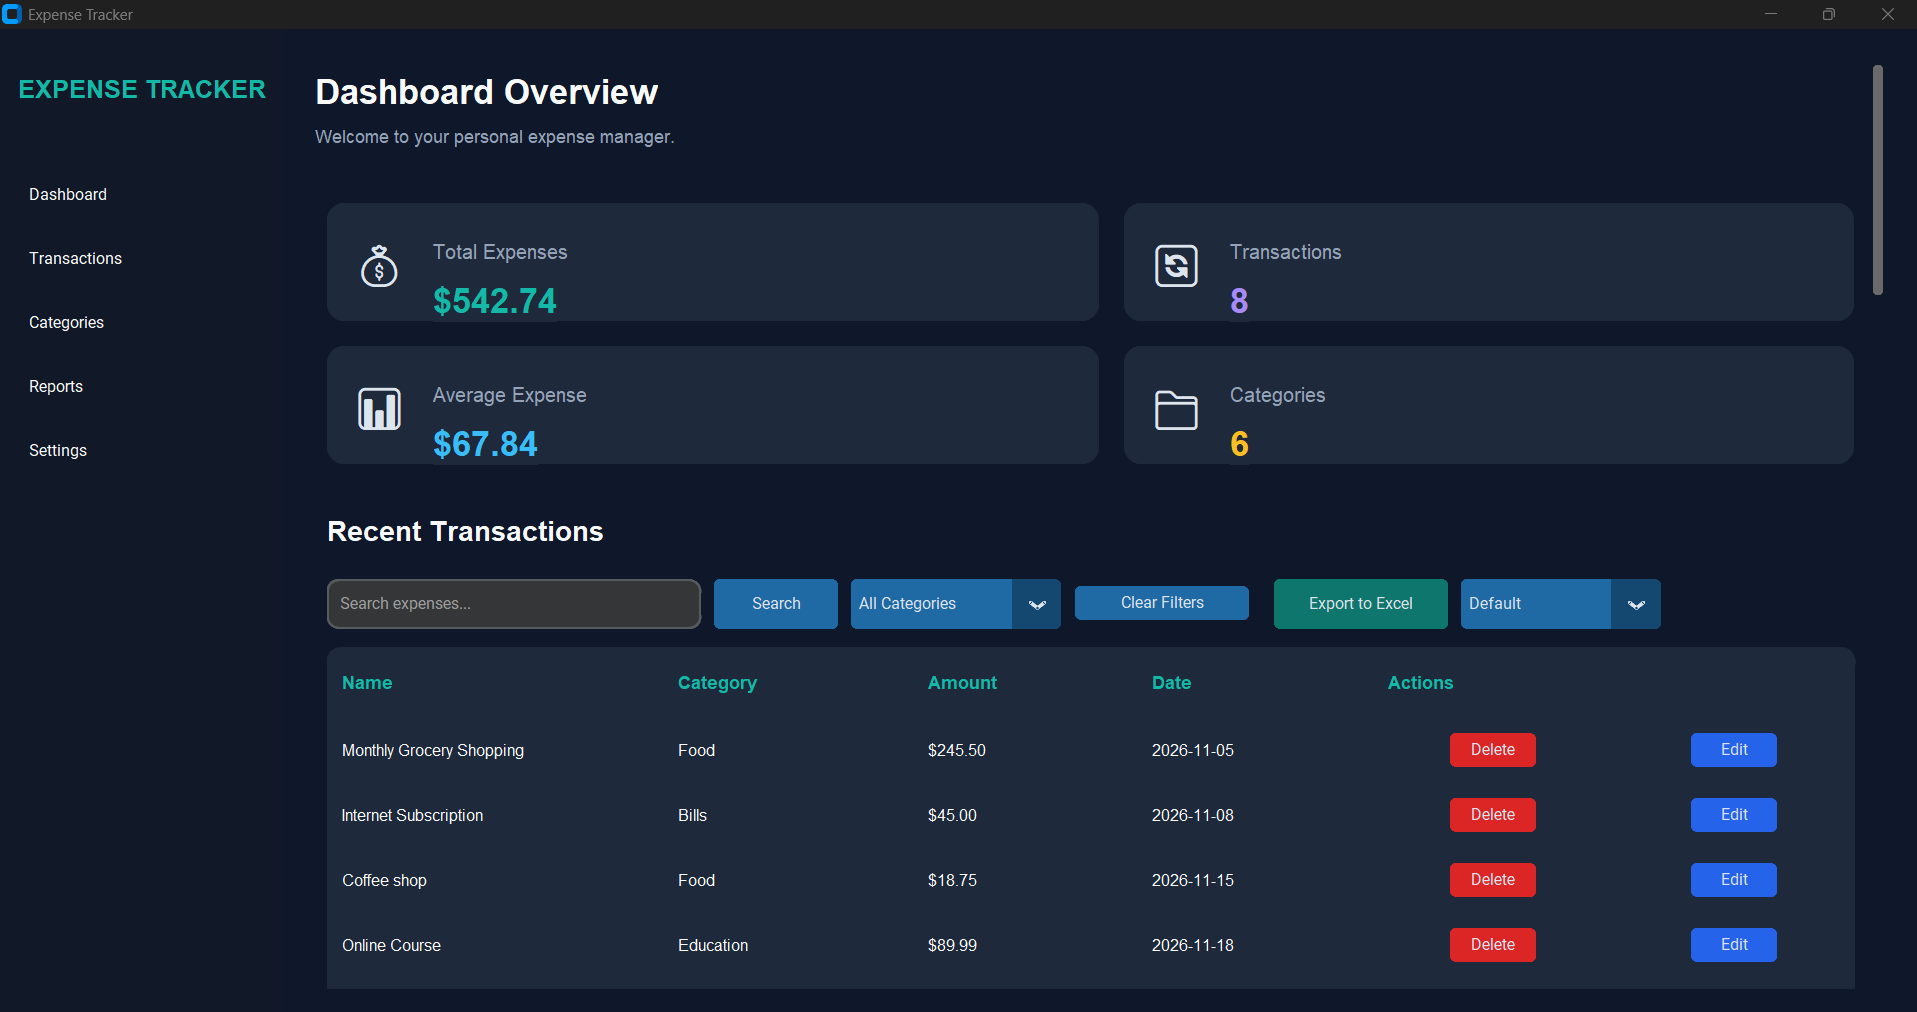 Expense Tracker
EXPENSE TRACKER
Dashboard
Transactions
Categories
Reports
Settings
Dashboard Overview
Welcome to your personal expense manager.
$
Total Expenses
$542.74
Transactions
8
Average Expense
$67.84
Categories
6
Recent Transactions
Search expenses... Search All Categories Clear Filters Export to Excel Default
Name Category Amount Date Actions
Monthly Grocery Shopping Food $245.50 2026-11-05 Delete Edit
Internet Subscription Bills $45.00 2026-11-08 Delete Edit
Coffee shop Food $18.75 2026-11-15 Delete Edit
Online Course Education $89.99 2026-11-18 Delete Edit